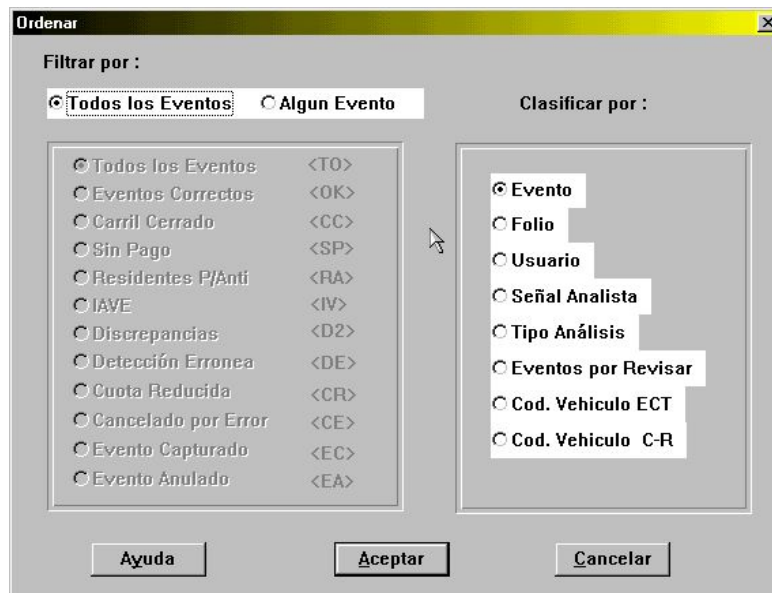 Ordenar
Filtrar por :
Todos los Eventos Algun Evento
Clasificar por :
Todos los Eventos <TO>
Eventos Correctos <OK>
Carril Cerrado <CC>
Sin Pago <SP>
Residentes P/Anti <RA>
IAVE <IV>
Discrepancias <D2>
Detección Erronea <DE>
Cuota Reducida <CR>
Cancelado por Error <CE>
Evento Capturado <EC>
Evento Anulado <EA>
Evento
Folio
Usuario
Señal Analista
Tipo Análisis
Eventos por Revisar
Cod. Vehiculo ECT
Cod. Vehiculo C-R
Ayuda Aceptar Cancelar